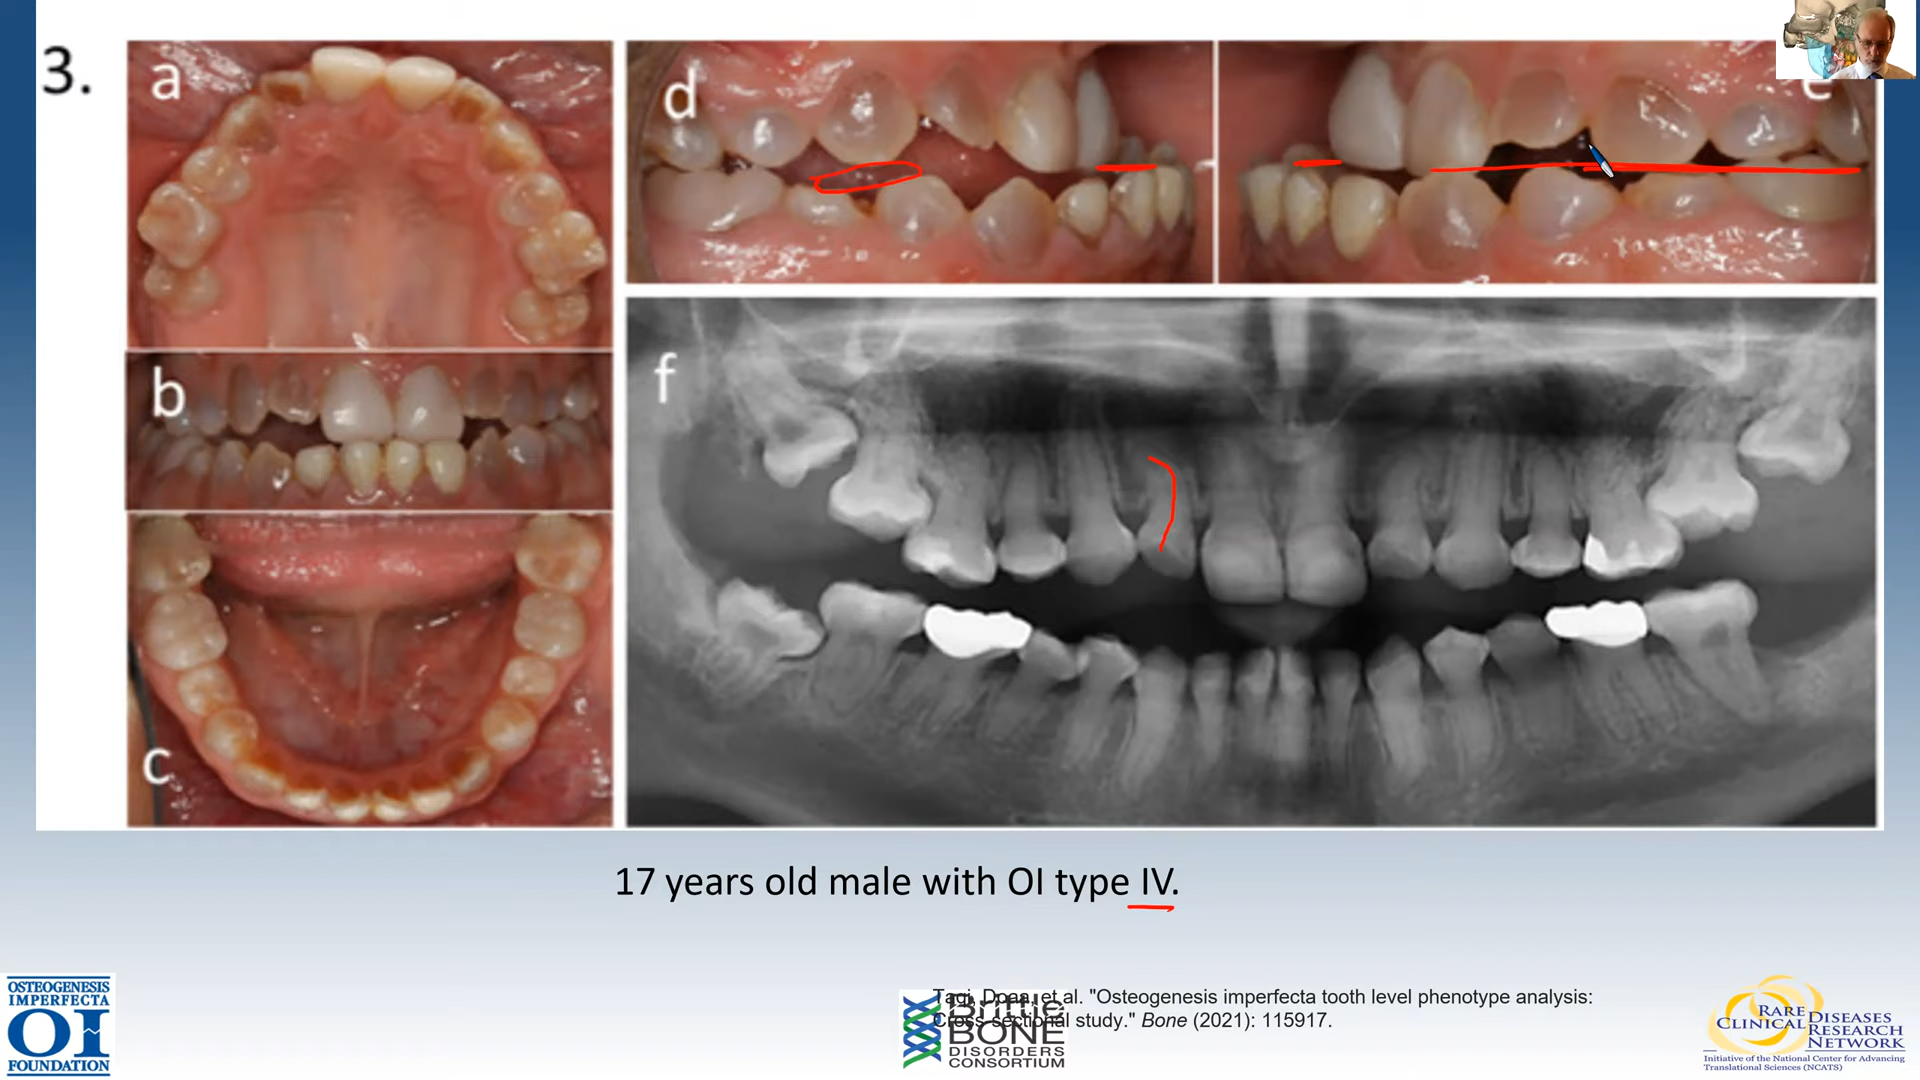 3.
a
d
e
b
f
c
17 years old male with OI type IV.
Taqi, Doaa, et al. "Osteogenesis imperfecta tooth level phenotype analysis:
Cross-sectional study." Bone (2021): 115917.
OSTEOGENESIS
IMPERFECTA
OI
FOUNDATION
Brittle
BONE
DISORDERS
CONSORTIUM
RARE DISEASES
CLINICAL RESEARCH
NETWORK
Initiative of the National Center for Advancing
Translational Sciences (NCATS)